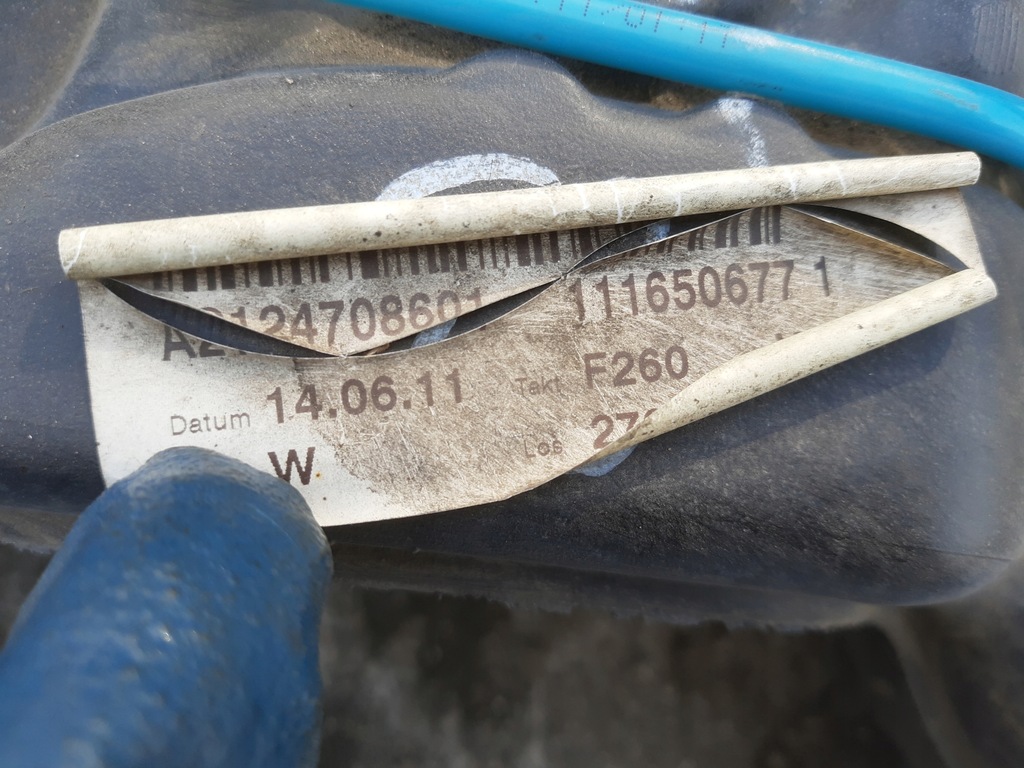 A2124708601 111650677 1
Datum 14.06.11 Takt F260
W Los